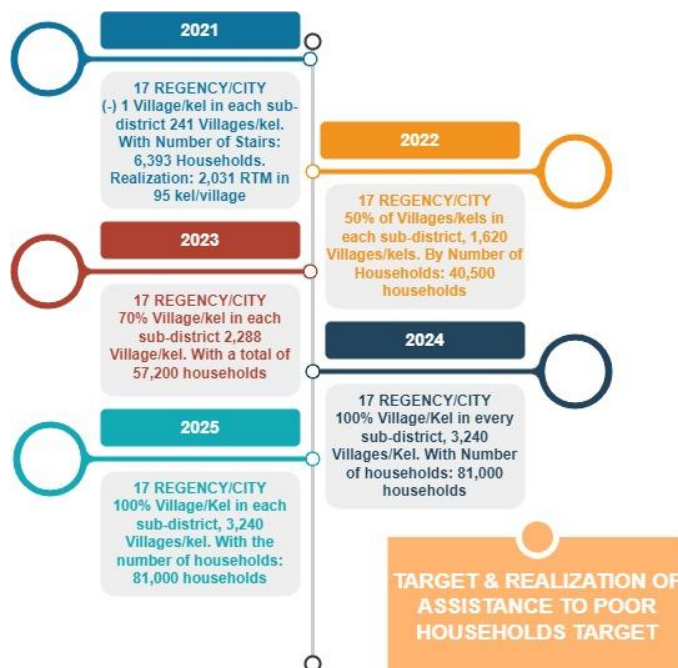 2021
17 REGENCY/CITY
(-) 1 Village/kel in each sub-
district 241 Villages/kel.
With Number of Stairs:
6,393 Households.
Realization: 2,031 RTM in
95 kel/village
2022
17 REGENCY/CITY
50% of Villages/kels in
each sub-district, 1,620
Villages/kels. By Number of
Households: 40,500
households
2023
17 REGENCY/CITY
70% Village/kel in each
sub-district 2,288
Village/kel. With a total of
57,200 households
2024
17 REGENCY/CITY
100% Village/Kel in every
sub-district, 3,240
Villages/Kel. With Number
of households: 81,000
households
2025
17 REGENCY/CITY
100% Village/Kel in each
sub-district, 3,240
Villages/kel. With the
number of households:
81,000 households
TARGET & REALIZATION OF
ASSISTANCE TO POOR
HOUSEHOLDS TARGET